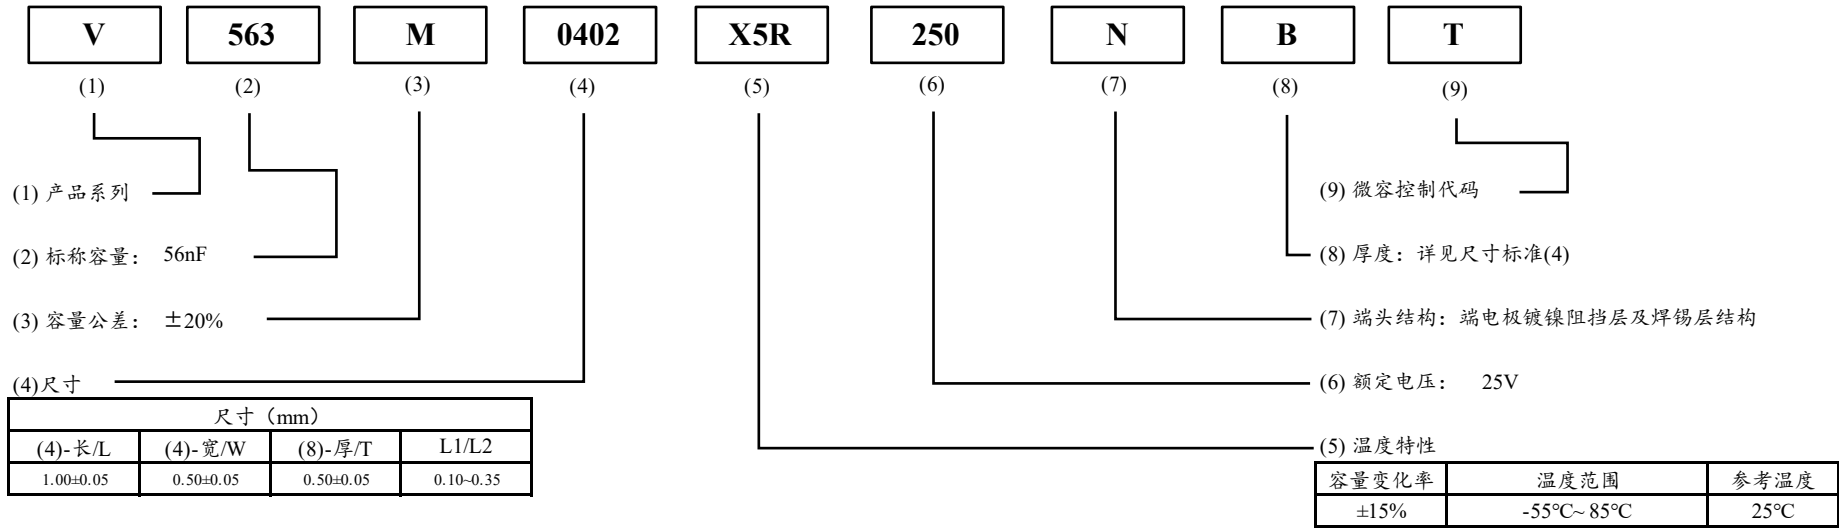 V 563 M 0402 X5R 250 N B T
(1) (2) (3) (4) (5) (6) (7) (8) (9)
(1) 产品系列
(9) 微容控制代码
(2) 标称容量： 56nF
(8) 厚度：详见尺寸标准(4)
(3) 容量公差： ±20%
(7) 端头结构：端电极镀镍阻挡层及焊锡层结构
(4)尺寸
(6) 额定电压： 25V
尺寸（mm）
(4)-长/L (4)-宽/W (8)-厚/T L1/L2
1.00±0.05 0.50±0.05 0.50±0.05 0.10~0.35
(5) 温度特性
容量变化率 温度范围 参考温度
±15% -55℃~ 85℃ 25℃